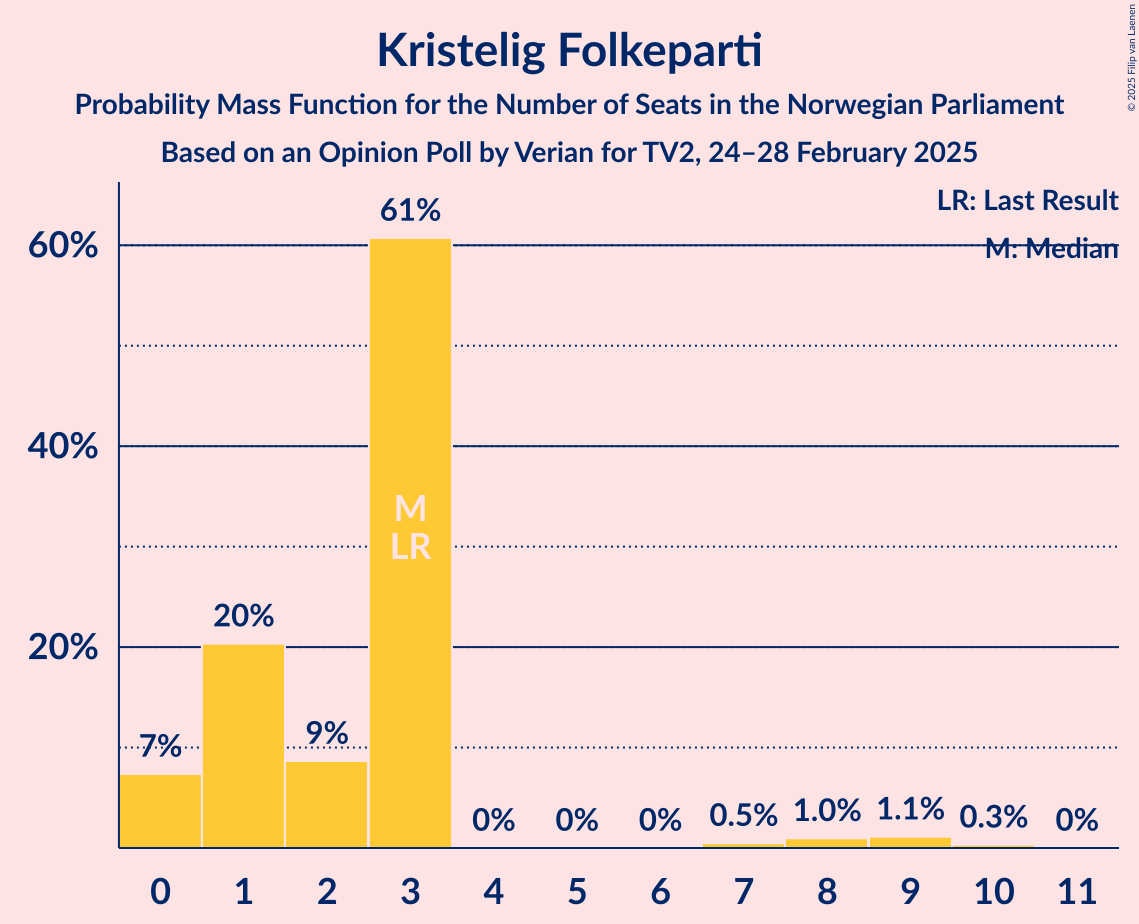 Kristelig Folkeparti
Probability Mass Function for the Number of Seats in the Norwegian Parliament
Based on an Opinion Poll by Verian for TV2, 24–28 February 2025
© 2025 Filip van Laenen
LR: Last Result
M: Median
60%
40%
20%
7%
20%
9%
61%
M
LR
0%
0%
0%
0.5%
1.0%
1.1%
0.3%
0%
0 1 2 3 4 5 6 7 8 9 10 11